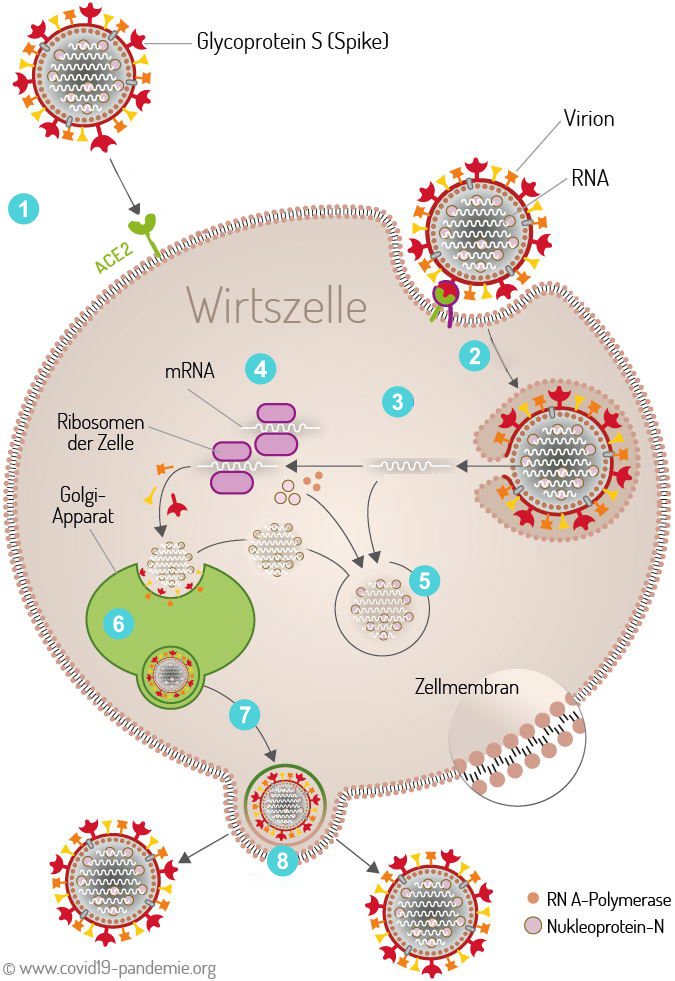 Glycoprotein S (Spike)
Virion
RNA
1
ACE2
Wirtszelle
2
mRNA
4
3
Ribosomen
der Zelle
Golgi-
Apparat
5
6
Zellmembran
7
8
RN A-Polymerase
Nukleoprotein-N
© www.covid19-pandemie.org